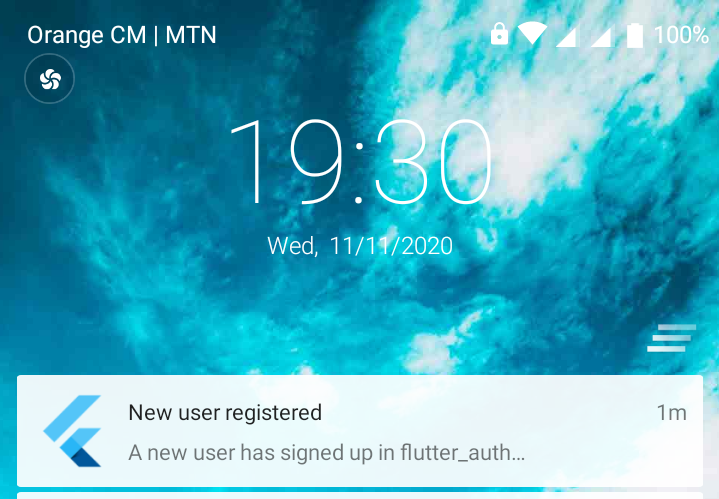 Orange CM | MTN
100%
19:30
Wed, 11/11/2020
New user registered
1m
A new user has signed up in flutter_auth...